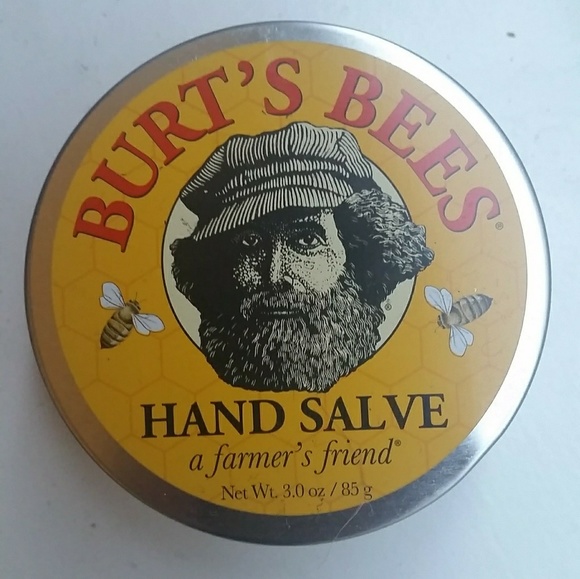 BURT'S BEES®
®
HAND SALVE
a farmer's friend®
Net Wt. 3.0 oz / 85 g